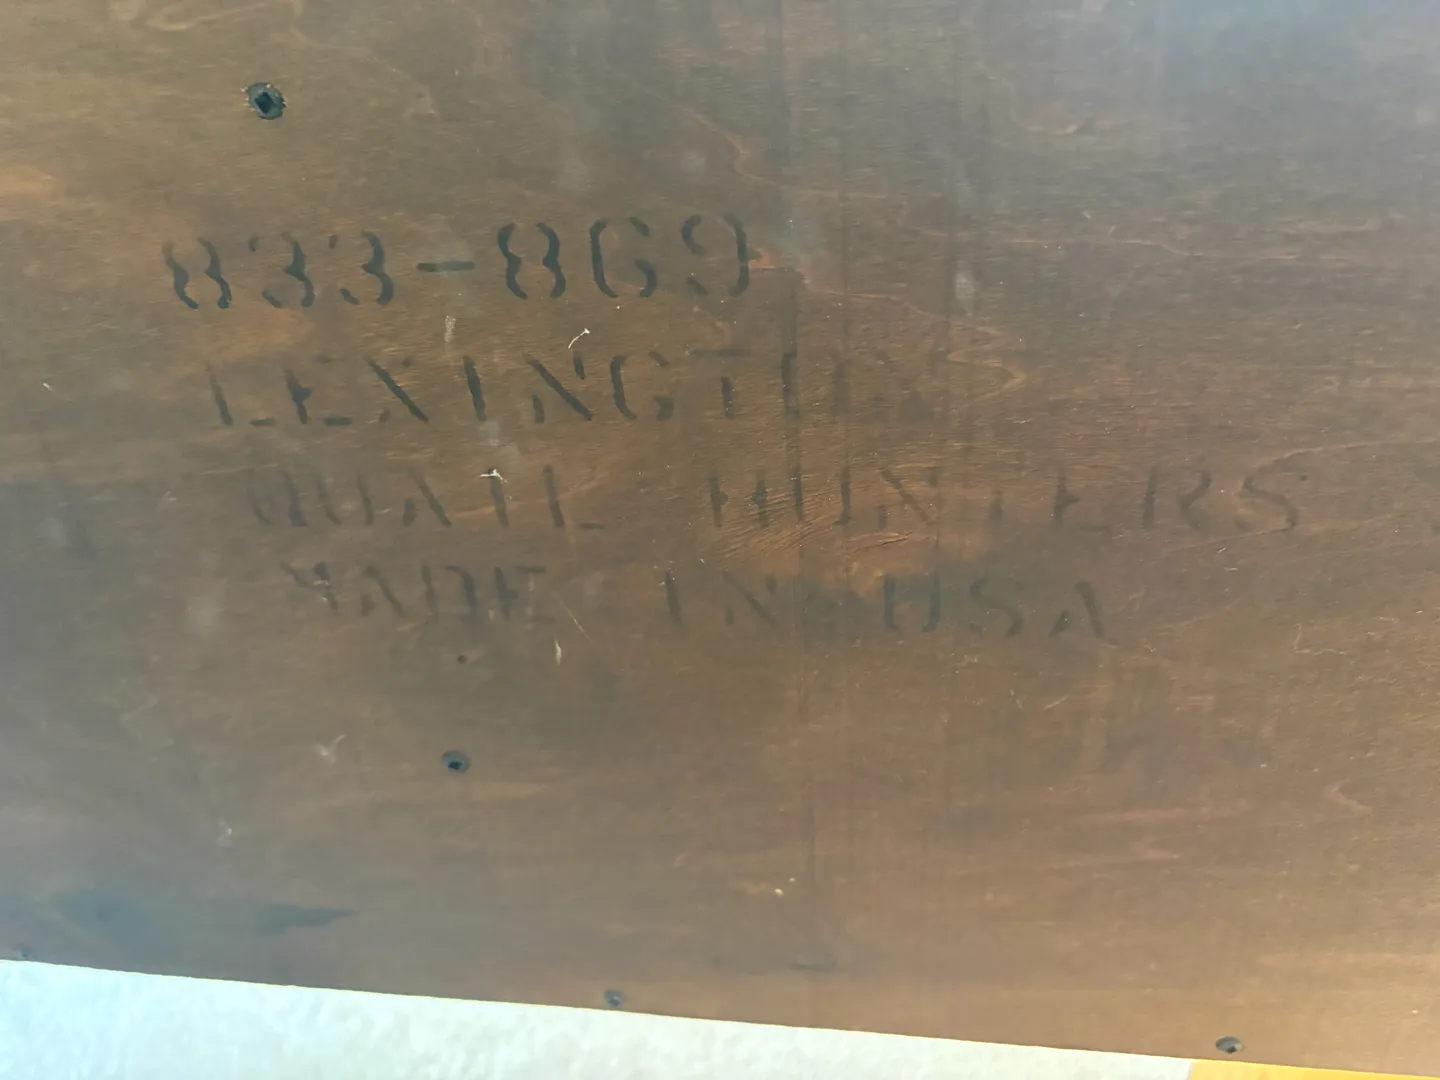 833-869
LEXINGTON
QUAIL HUNTERS
MADE IN USA